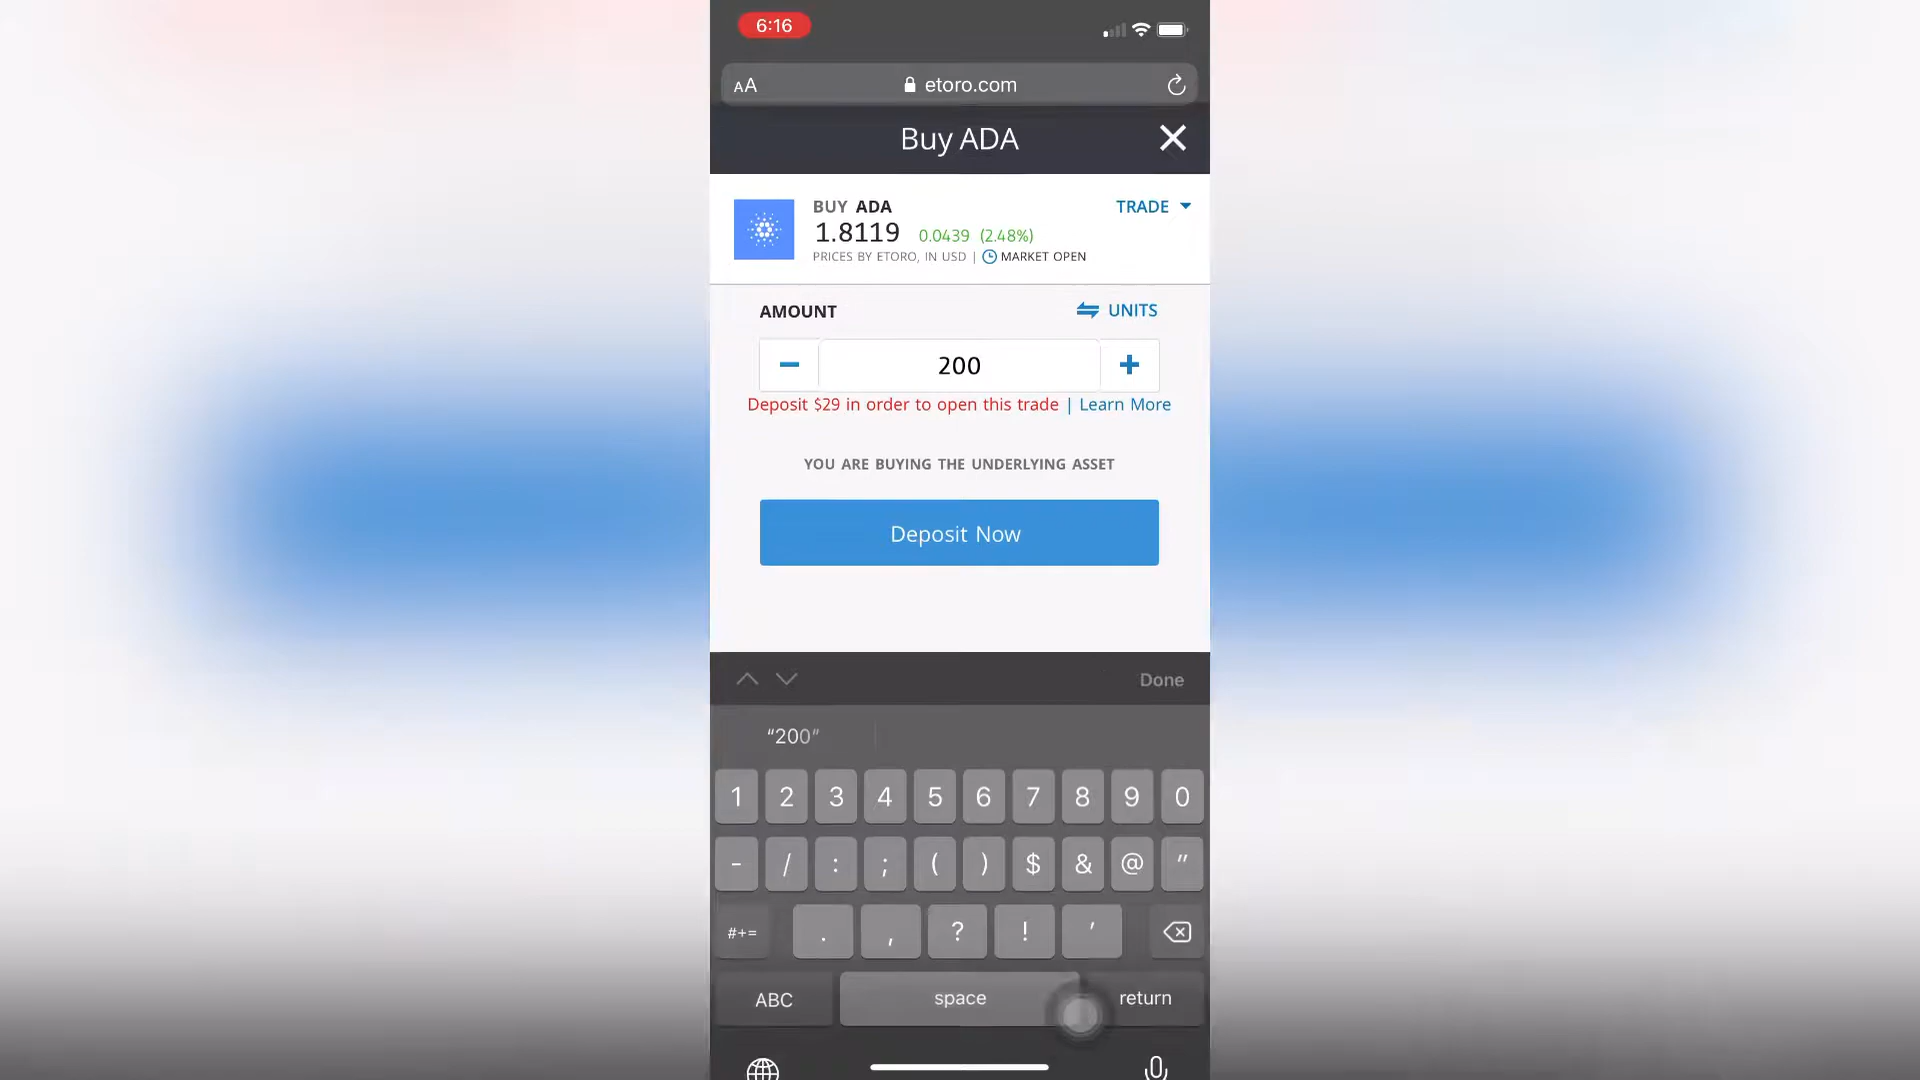 6:16
AA etoro.com
Buy ADA
BUY ADA TRADE
1.8119 0.0439 (2.48%)
PRICES BY ETORO, IN USD | MARKET OPEN
AMOUNT UNITS
− 200 +
Deposit $29 in order to open this trade | Learn More
YOU ARE BUYING THE UNDERLYING ASSET
Deposit Now
Done
“200”
1 2 3 4 5 6 7 8 9 0
- / : ; ( ) $ & @ "
#+= . , ? ! '
ABC space return